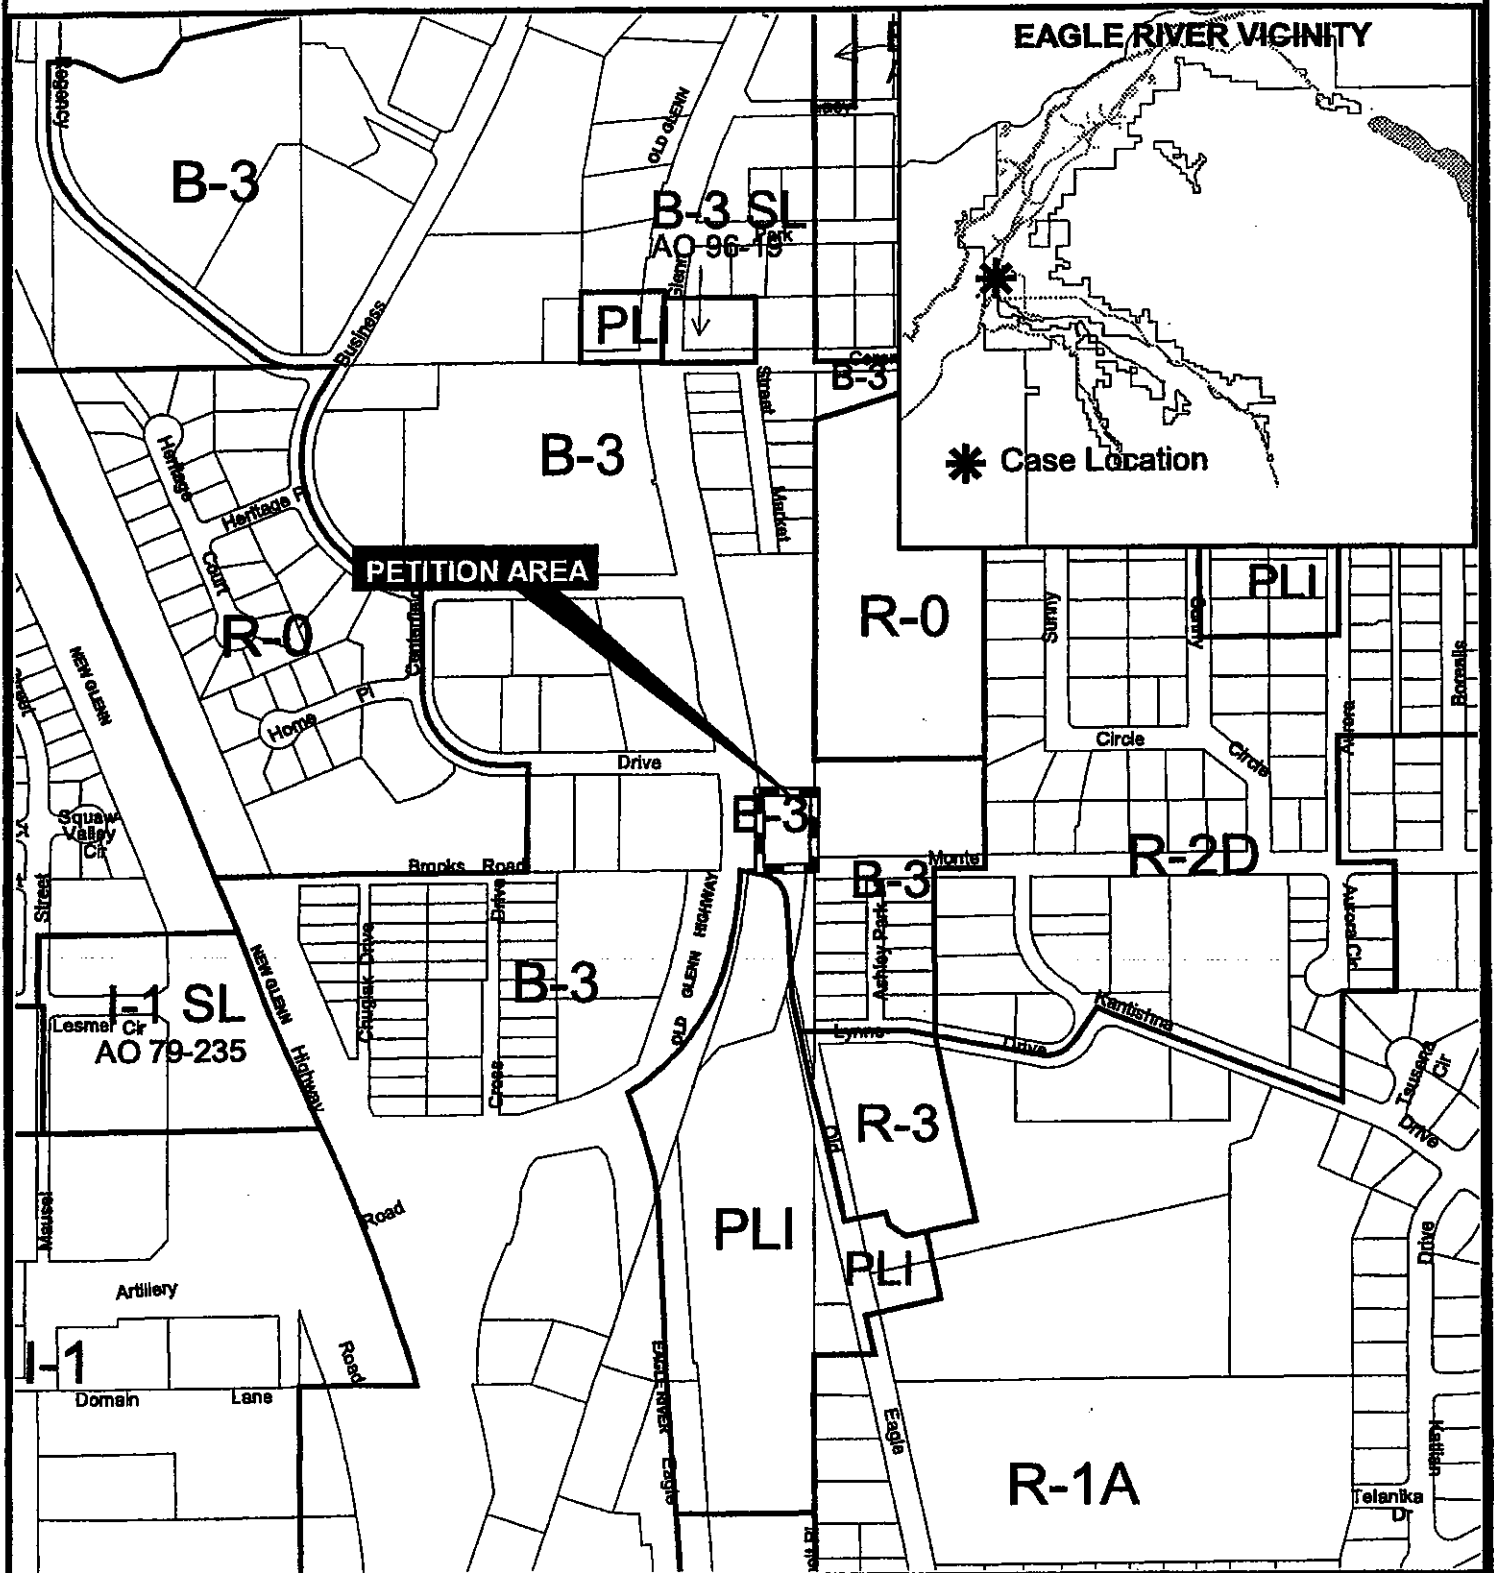 EAGLE RIVER VICINITY
Case Location
Regency
B-3
OLD GLENN
B-3 SL
AO 96-15
Park
Glenn
PLI
Business
B-3
Street
Market
B-3
Heritage
Heritage Pl
Court
PETITION AREA
R-0
R-0
PLI
Sunny
Borealis
NEW GLENN
Centerfield
Home
Pl
Drive
Circle
Circle
Aurora
Squaw
Valley
Cir
Street
B-3
Brooks Road
B-3
Monte
R-2D
Drive
OLD GLENN HIGHWAY
Ashley Park
Aurora Cir
Chugiak Drive
NEW GLENN
B-3
I-1 SL
Lesmer Cir
AO 79-235
Highway
Cross
Kantishna
Lynne
Drive
Tsusena
Cir
Drive
R-3
Old
PLI
PLI
Road
Artillery
Drive
I-1
Road
Domain
Lane
EAGLE RIVER
Eagle
Eagle
R-1A
Telanika
Dr